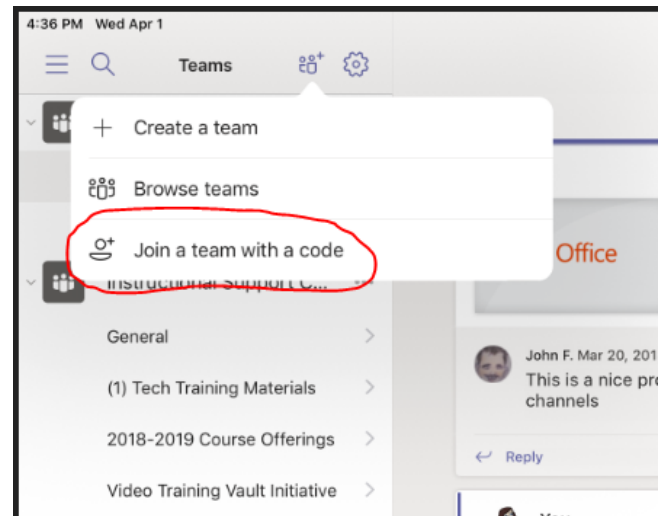 4:36 PM Wed Apr 1
Teams
Create a team
Browse teams
Join a team with a code
Instructional Support C...
General
(1) Tech Training Materials
2018-2019 Course Offerings
Video Training Vault Initiative
Office
John F. Mar 20, 201
This is a nice pro
channels
Reply